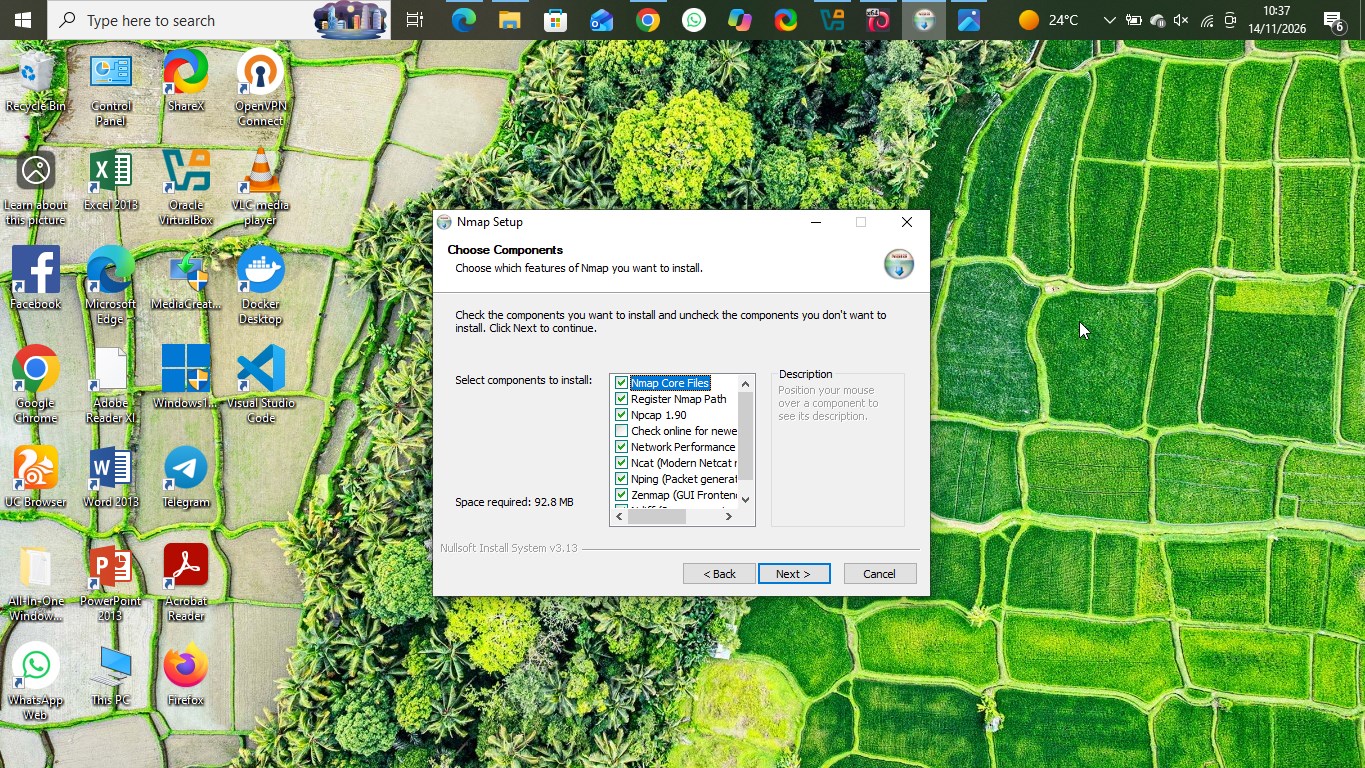 Type here to search
24°C
10:37
14/11/2026
6
Recycle Bin
Control
Panel
ShareX
OpenVPN
Connect
Learn about
this picture
Excel 2013
Oracle
VirtualBox
VLC media
player
Facebook
Microsoft
Edge
MediaCreat...
Docker
Desktop
Google
Chrome
Adobe
Reader XI
Windows1...
Visual Studio
Code
UC Browser
Word 2013
Telegram
All-In-One
Window...
PowerPoint
2013
Acrobat
Reader
WhatsApp
Web
This PC
Firefox
Nmap Setup
Choose Components
Choose which features of Nmap you want to install.
Check the components you want to install and uncheck the components you don't want to
install. Click Next to continue.
Select components to install:
Nmap Core Files
Register Nmap Path
Npcap 1.90
Check online for newe
Network Performance
Ncat (Modern Netcat r
Nping (Packet generat
Zenmap (GUI Frontend
Space required: 92.8 MB
Description
Position your mouse
over a component to
see its description.
Nullsoft Install System v3.13
< Back
Next >
Cancel